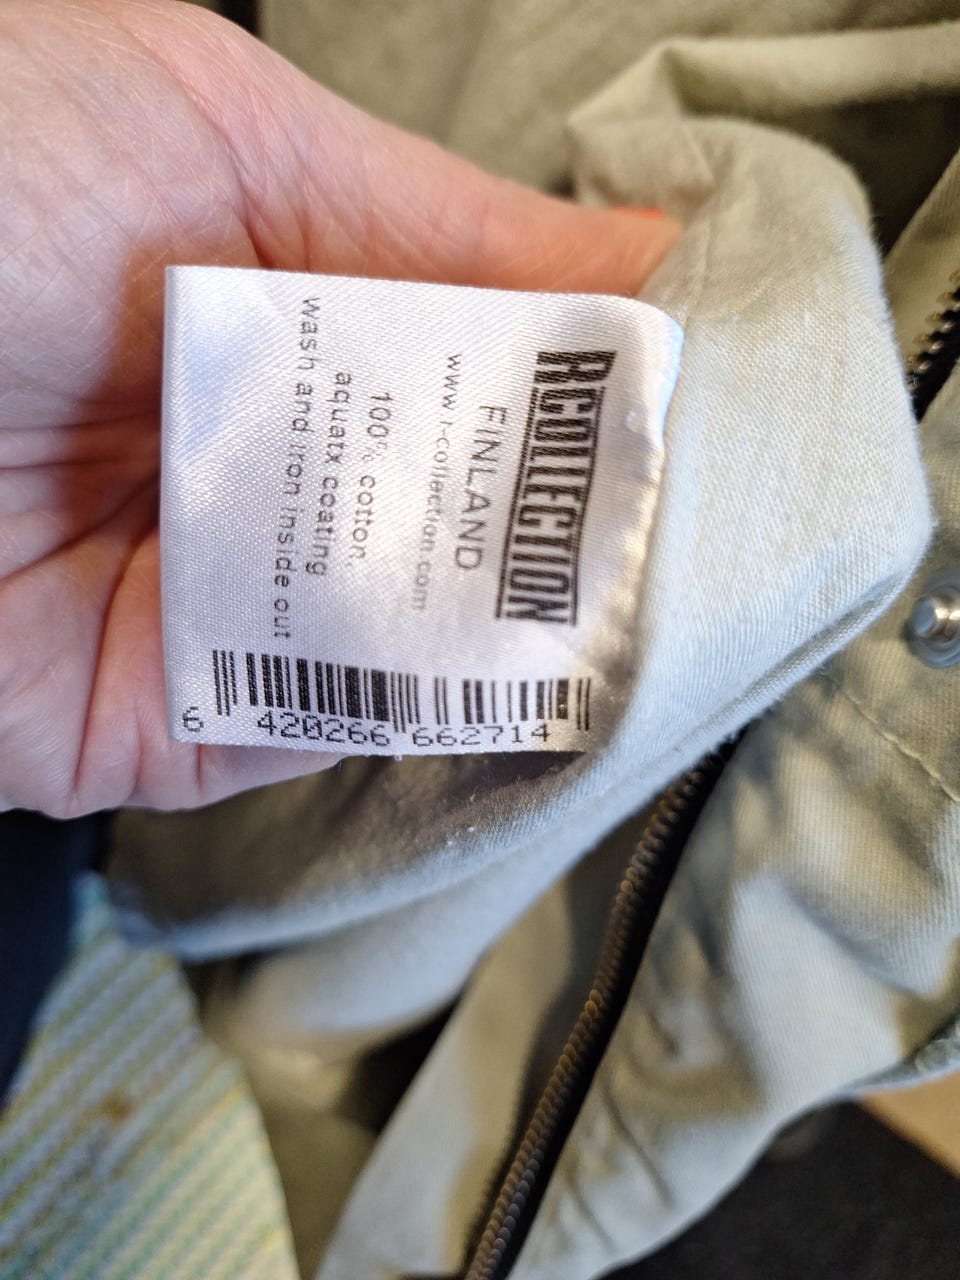 RCOLLECTION
FINLAND
www.r-collection.com
100% cotton,
aquatx coating
wash and iron inside out
6 420266 662714